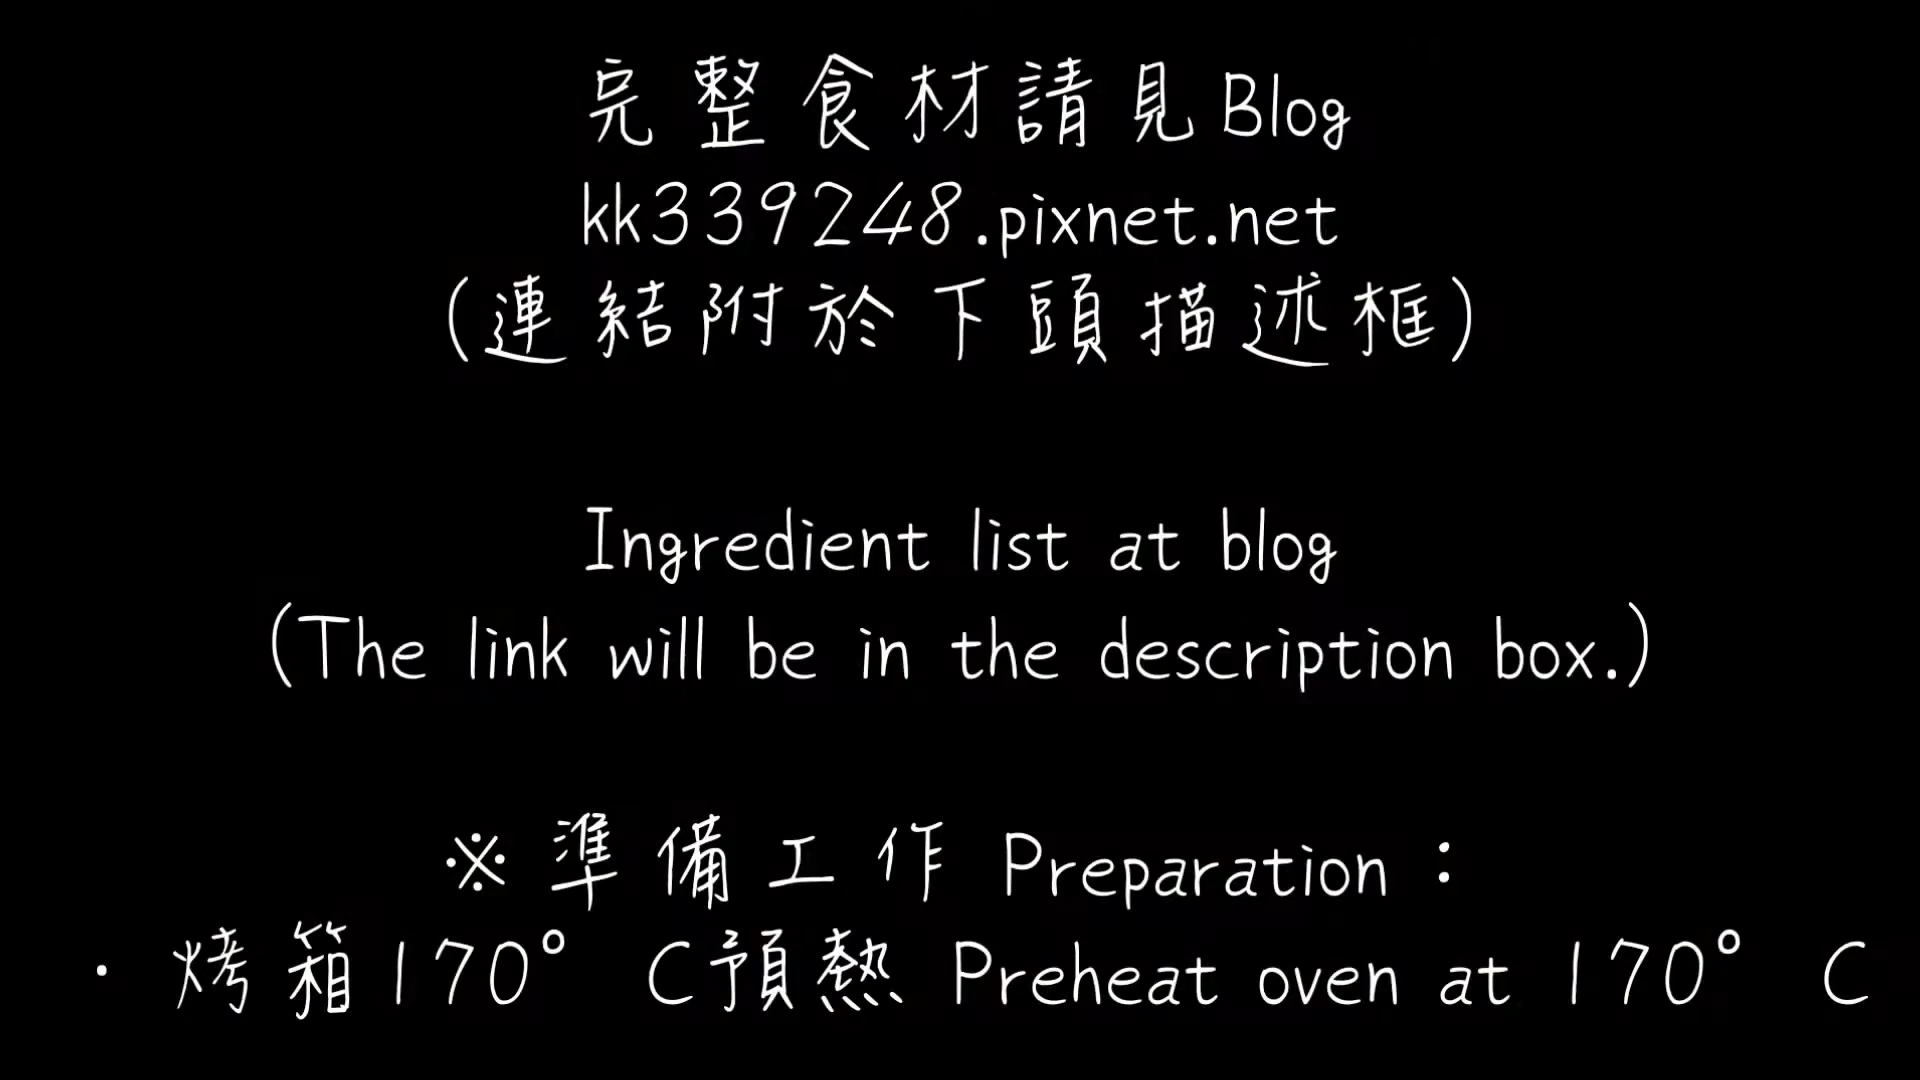 完整食材請見Blog
kk339248.pixnet.net
(連結附於下頭描述框)
Ingredient list at blog
(The link will be in the description box.)
※準備工作 Preparation：
·烤箱170° C預熱 Preheat oven at 170° C